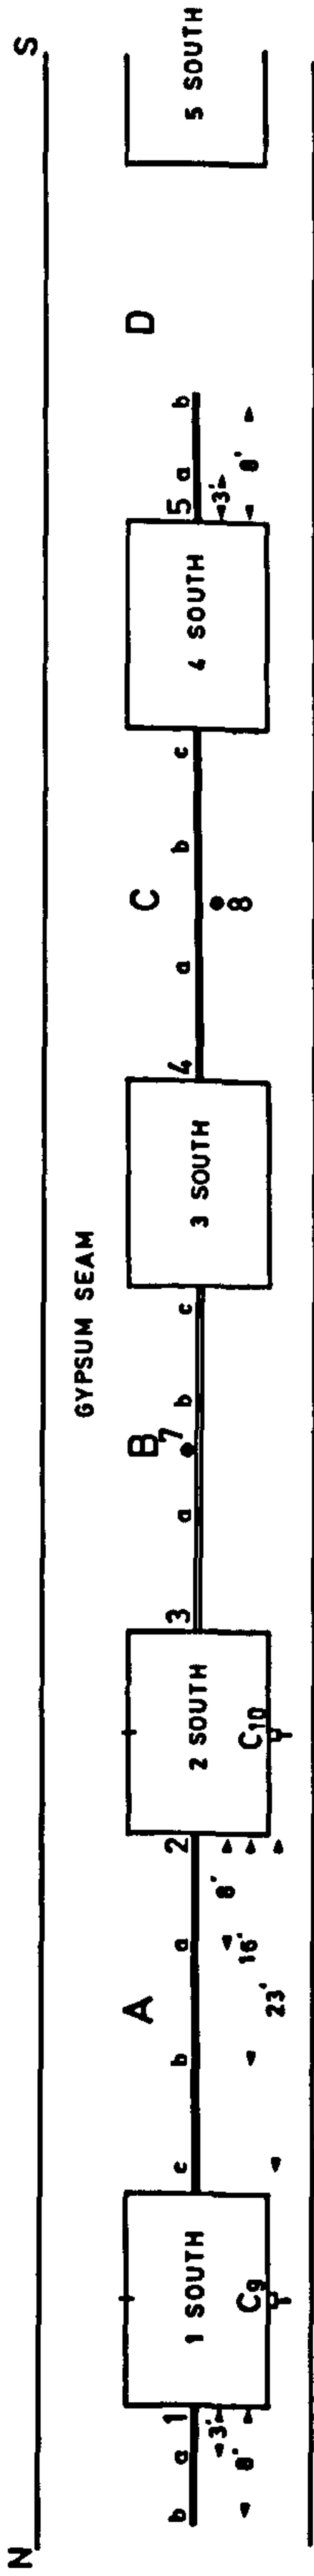 N S
GYPSUM SEAM
A B C D
b a 1 1 SOUTH c b a 2 2 SOUTH 3 a 7 b c 3 SOUTH 4 a b c 4 SOUTH 5 a b 5 SOUTH
8
C9 C10
3' 8'
8' 16' 23'
3' 8'